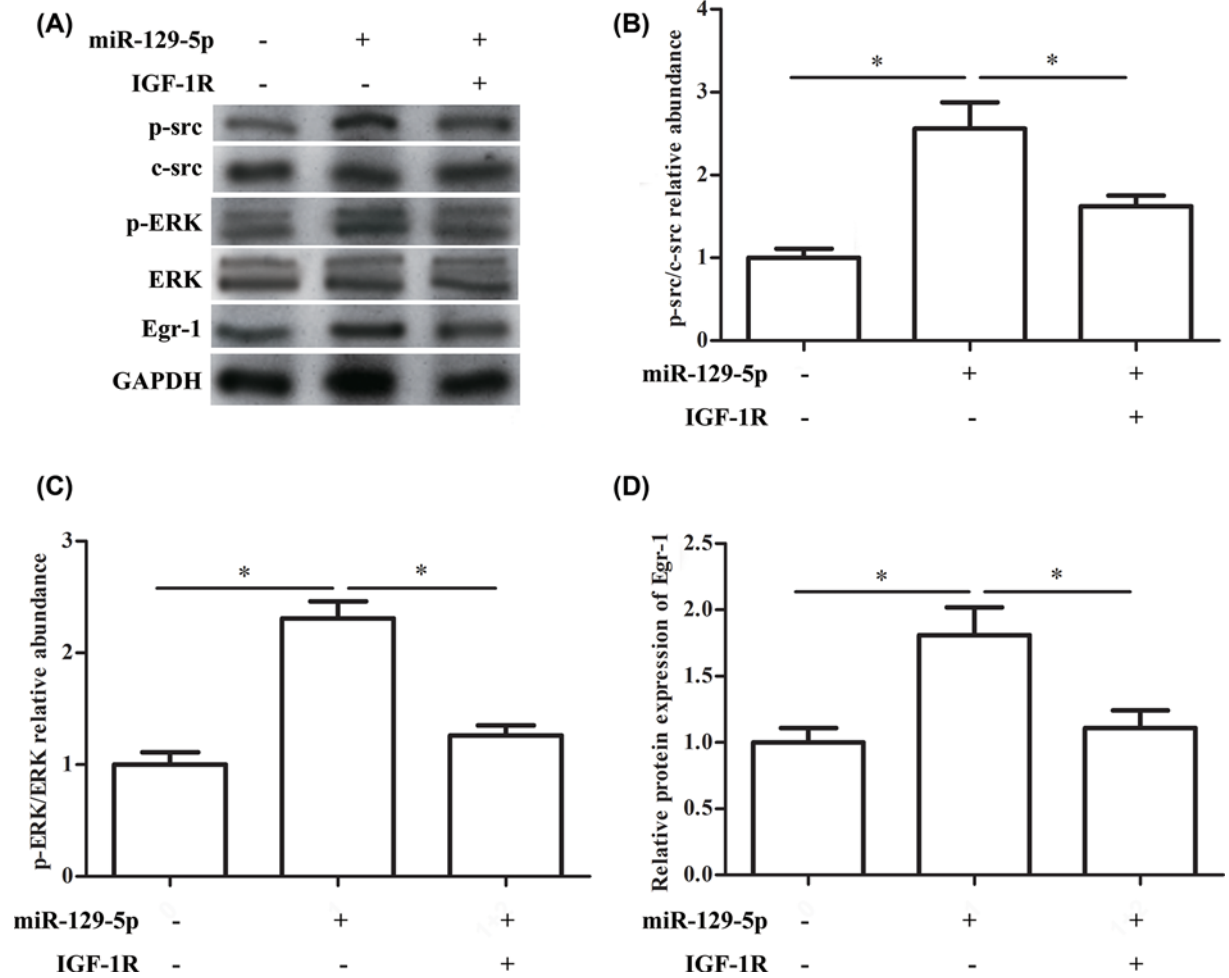 (A)
miR-129-5p - + +
IGF-1R - - +
p-src
c-src
p-ERK
ERK
Egr-1
GAPDH
(B)
p-src/c-src relative abundance
4
3
2
1
0
* *
miR-129-5p - + +
IGF-1R - - +
(C)
p-ERK/ERK relative abundance
3
2
1
0
* *
miR-129-5p - + +
IGF-1R - - +
(D)
Relative protein expression of Egr-1
2.5
2.0
1.5
1.0
0.5
0.0
* *
miR-129-5p - + +
IGF-1R - - +